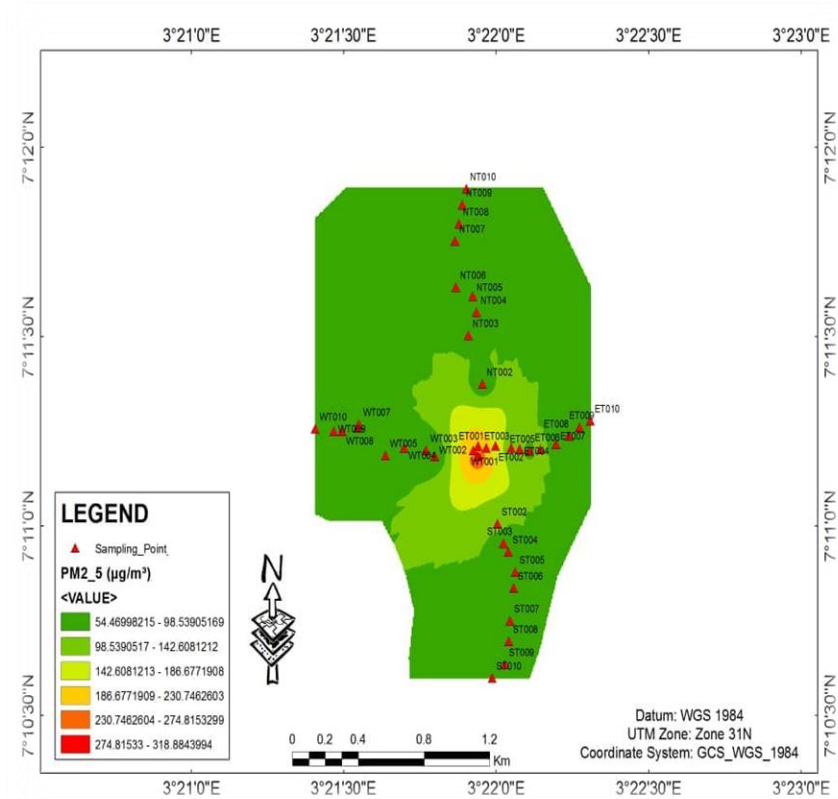 3°21'0"E 3°21'30"E 3°22'0"E 3°22'30"E 3°23'0"E
7°12'0"N 7°12'0"N
NT010
NT009
NT008
NT007
NT006
NT005
NT004
7°11'30"N 7°11'30"N
NT003
NT002
ET010
ET009
WT010 WT007
ET008
WT009
WT008 WT005 WT003 ET001 ET003 ET005 ET006 ET007
WT002 ET002 ET004
WT001
7°11'0"N 7°11'0"N
ST002
ST003
ST004
ST005
ST006
ST007
ST008
ST009
ST010
LEGEND
Sampling_Point
PM2_5 (µg/m³)
<VALUE>
54.46998215 - 98.53905169
98.5390517 - 142.6081212
142.6081213 - 186.6771908
186.6771909 - 230.7462603
230.7462604 - 274.8153299
274.81533 - 318.8843994
N
7°10'30"N 7°10'30"N
0 0.2 0.4 0.8 1.2
Km
Datum: WGS 1984
UTM Zone: Zone 31N
Coordinate System: GCS_WGS_1984
3°21'0"E 3°21'30"E 3°22'0"E 3°22'30"E 3°23'0"E